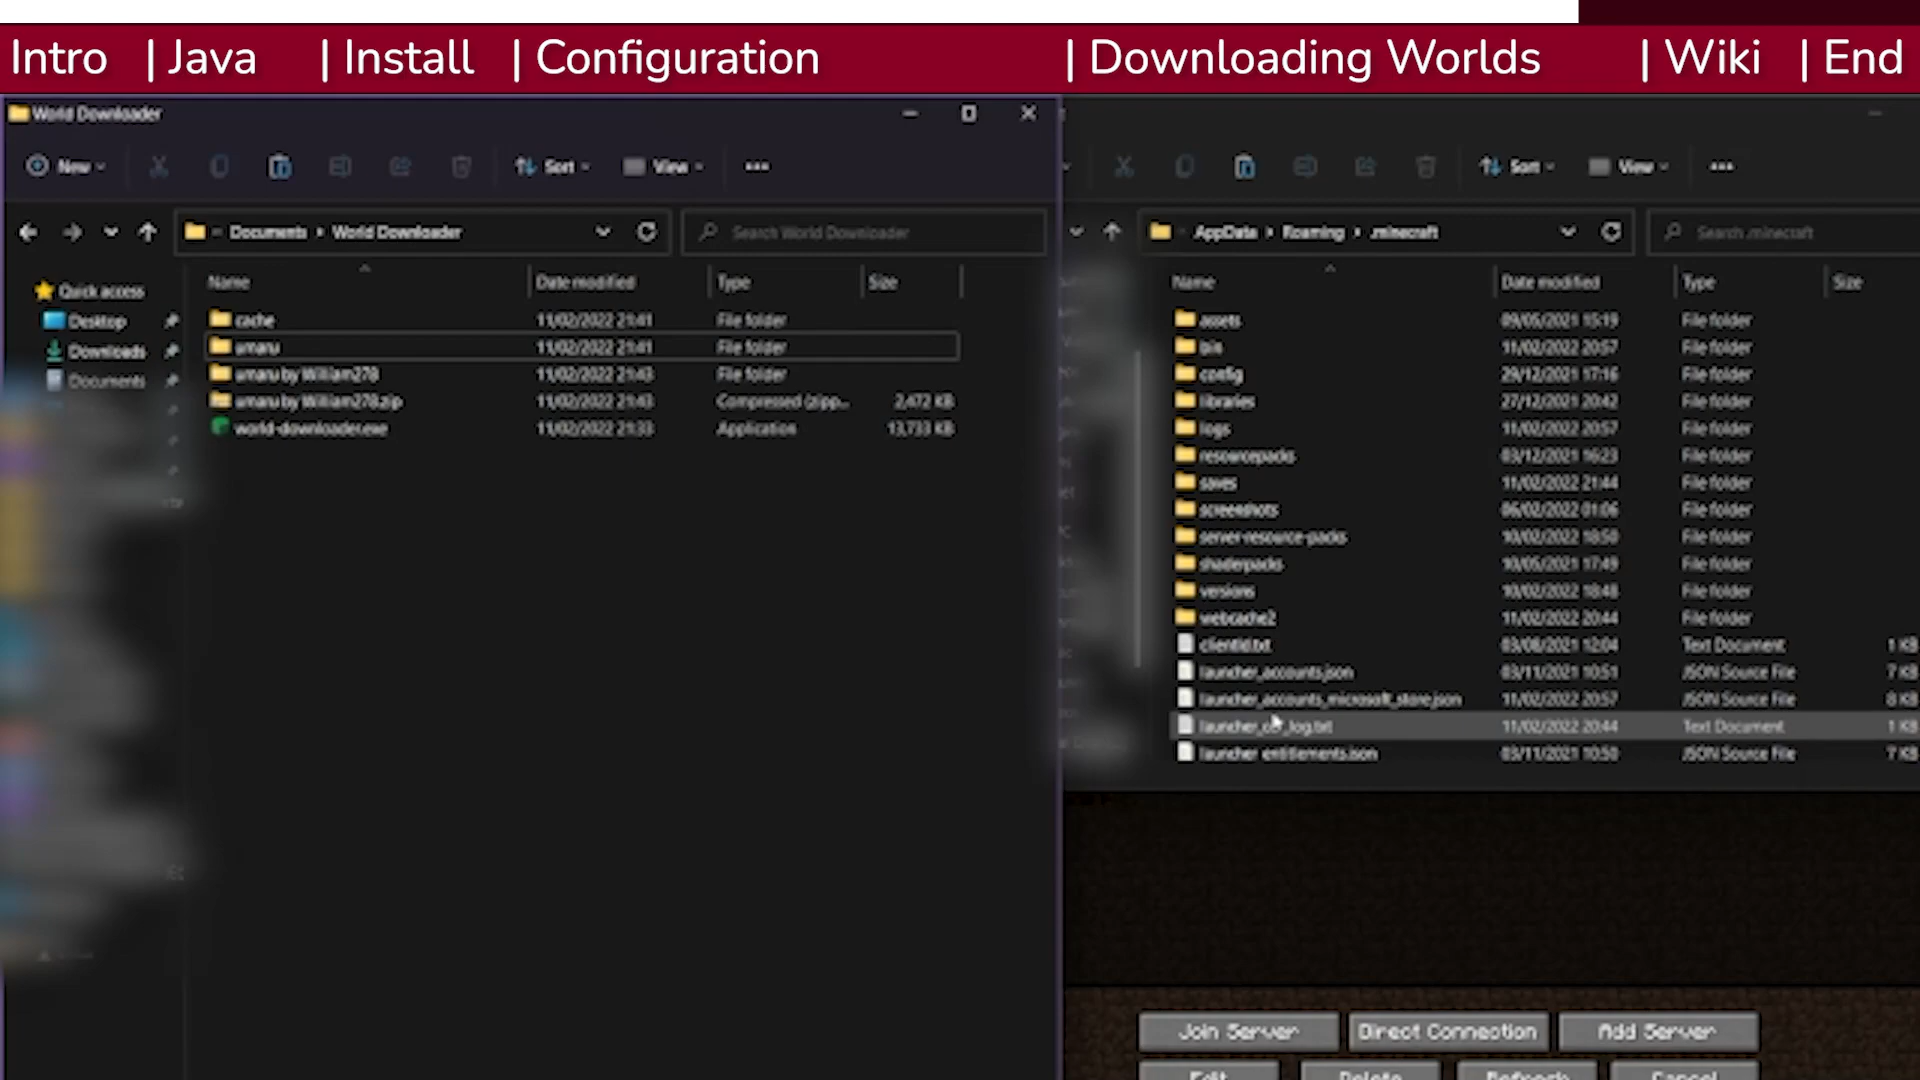 Intro | Java | Install | Configuration | Downloading Worlds | Wiki | End
World Downloader
New Sort View
Documents > World Downloader
Search World Downloader
Name Date modified Type Size
Quick access
Desktop
Downloads
Documents
cache 11/02/2022 21:41 File folder
umaru 11/02/2022 21:41 File folder
umaru by William278 11/02/2022 21:43 File folder
umaru by William278.zip 11/02/2022 21:43 Compressed (zipp... 2,472 KB
world-downloader.exe 11/02/2022 21:33 Application 13,733 KB
Sort View
AppData > Roaming > .minecraft
Search .minecraft
Name Date modified Type Size
assets 09/05/2021 15:19 File folder
bin 11/02/2022 20:57 File folder
config 29/12/2021 17:16 File folder
libraries 27/12/2021 20:42 File folder
logs 11/02/2022 20:57 File folder
resourcepacks 03/12/2021 16:23 File folder
saves 11/02/2022 21:44 File folder
screenshots 06/02/2022 01:06 File folder
server-resource-packs 10/02/2022 18:50 File folder
shaderpacks 10/05/2021 17:49 File folder
versions 10/02/2022 18:48 File folder
webcache2 11/02/2022 20:44 File folder
clientId.txt 03/08/2021 12:04 Text Document 1 KB
launcher_accounts.json 03/11/2021 10:51 JSON Source File 7 KB
launcher_accounts_microsoft_store.json 11/02/2022 20:57 JSON Source File 8 KB
11/02/2022 20:44 Text Document 1 KB
launcher_entitlements.json 03/11/2021 10:50 JSON Source File 7 KB
Join Server Direct Connection Add Server
Edit Delete Refresh Cancel